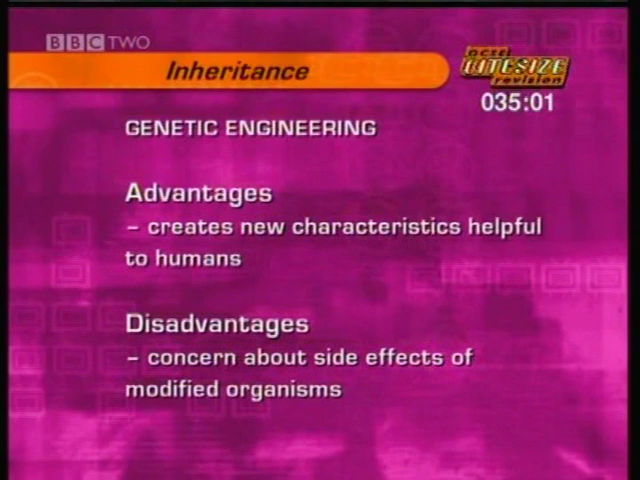 BBC TWO
Inheritance
GCSE
BITESIZE
revision
035:01
GENETIC ENGINEERING
Advantages
– creates new characteristics helpful
to humans
Disadvantages
– concern about side effects of
modified organisms